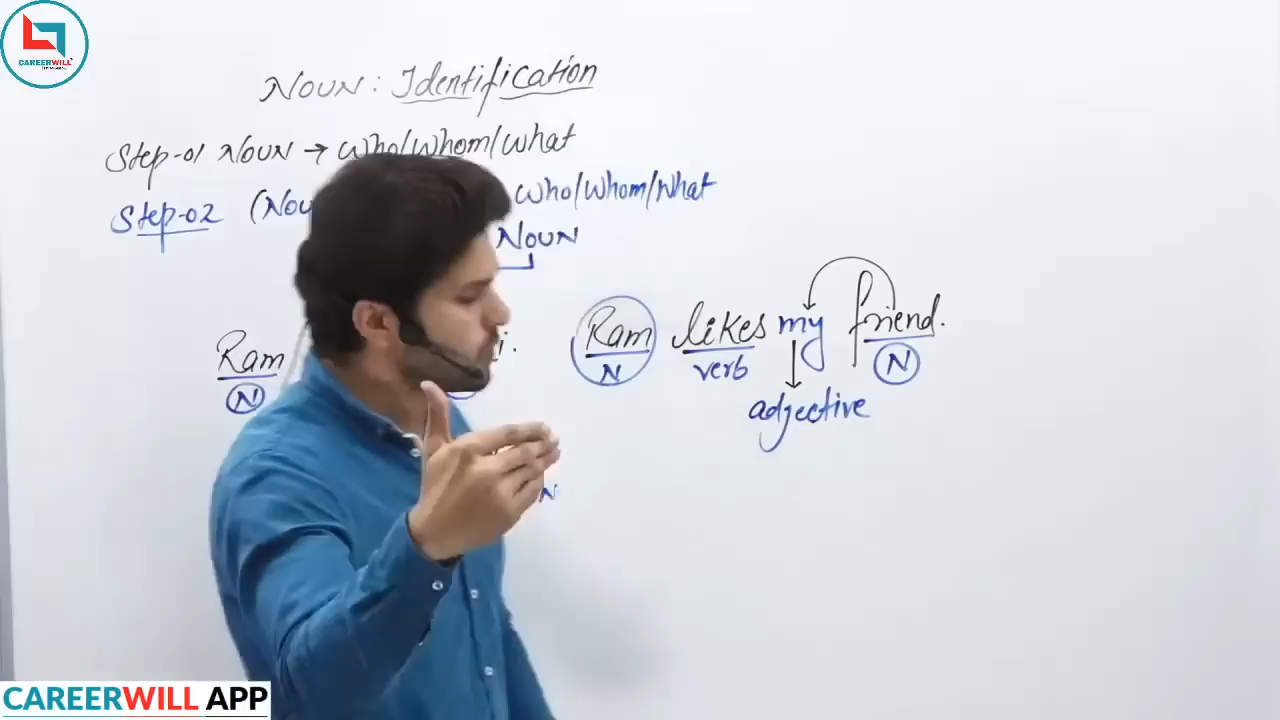 CAREERWILL
NOUN : Identification
Step-01 NOUN → Who/Whom/What
Step-02 (Nou Who/Whom/What
NOUN
Ram i. Ram likes my friend.
N N verb N
adjective
N
CAREERWILL APP